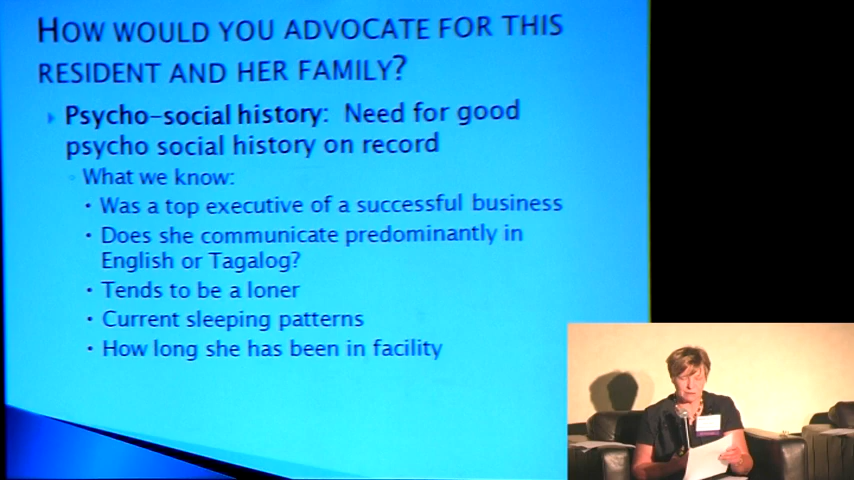 HOW WOULD YOU ADVOCATE FOR THIS
RESIDENT AND HER FAMILY?
Psycho-social history: Need for good
psycho social history on record
What we know:
• Was a top executive of a successful business
• Does she communicate predominantly in
English or Tagalog?
• Tends to be a loner
• Current sleeping patterns
• How long she has been in facility